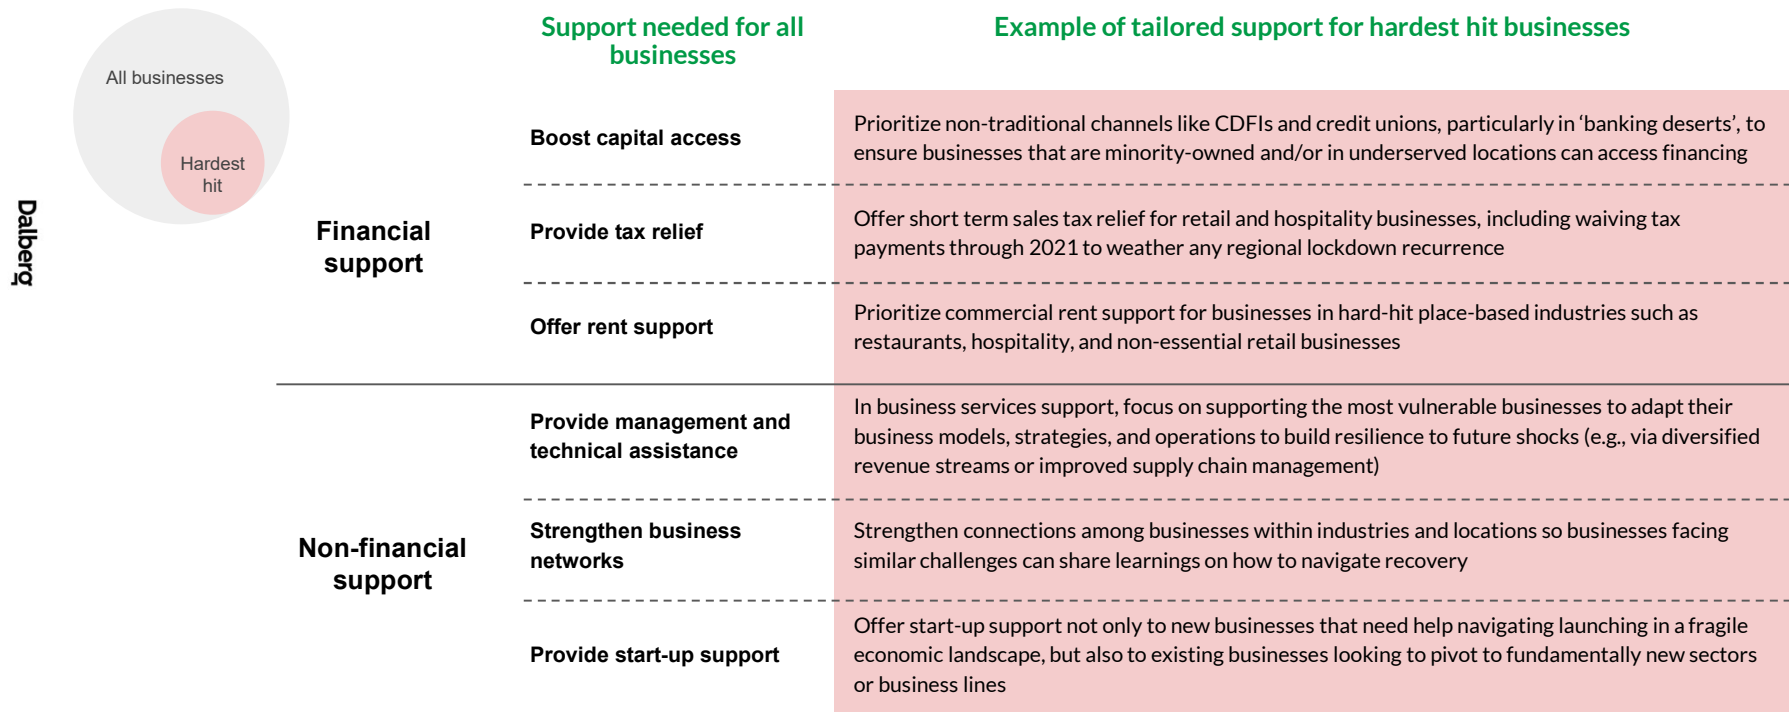 Support needed for all
businesses
Example of tailored support for hardest hit businesses
All businesses
Hardest
hit
Dalberg
Financial
support
Boost capital access
Prioritize non-traditional channels like CDFIs and credit unions, particularly in ‘banking deserts’, to
ensure businesses that are minority-owned and/or in underserved locations can access financing
Provide tax relief
Offer short term sales tax relief for retail and hospitality businesses, including waiving tax
payments through 2021 to weather any regional lockdown recurrence
Offer rent support
Prioritize commercial rent support for businesses in hard-hit place-based industries such as
restaurants, hospitality, and non-essential retail businesses
Non-financial
support
Provide management and
technical assistance
In business services support, focus on supporting the most vulnerable businesses to adapt their
business models, strategies, and operations to build resilience to future shocks (e.g., via diversified
revenue streams or improved supply chain management)
Strengthen business
networks
Strengthen connections among businesses within industries and locations so businesses facing
similar challenges can share learnings on how to navigate recovery
Provide start-up support
Offer start-up support not only to new businesses that need help navigating launching in a fragile
economic landscape, but also to existing businesses looking to pivot to fundamentally new sectors
or business lines